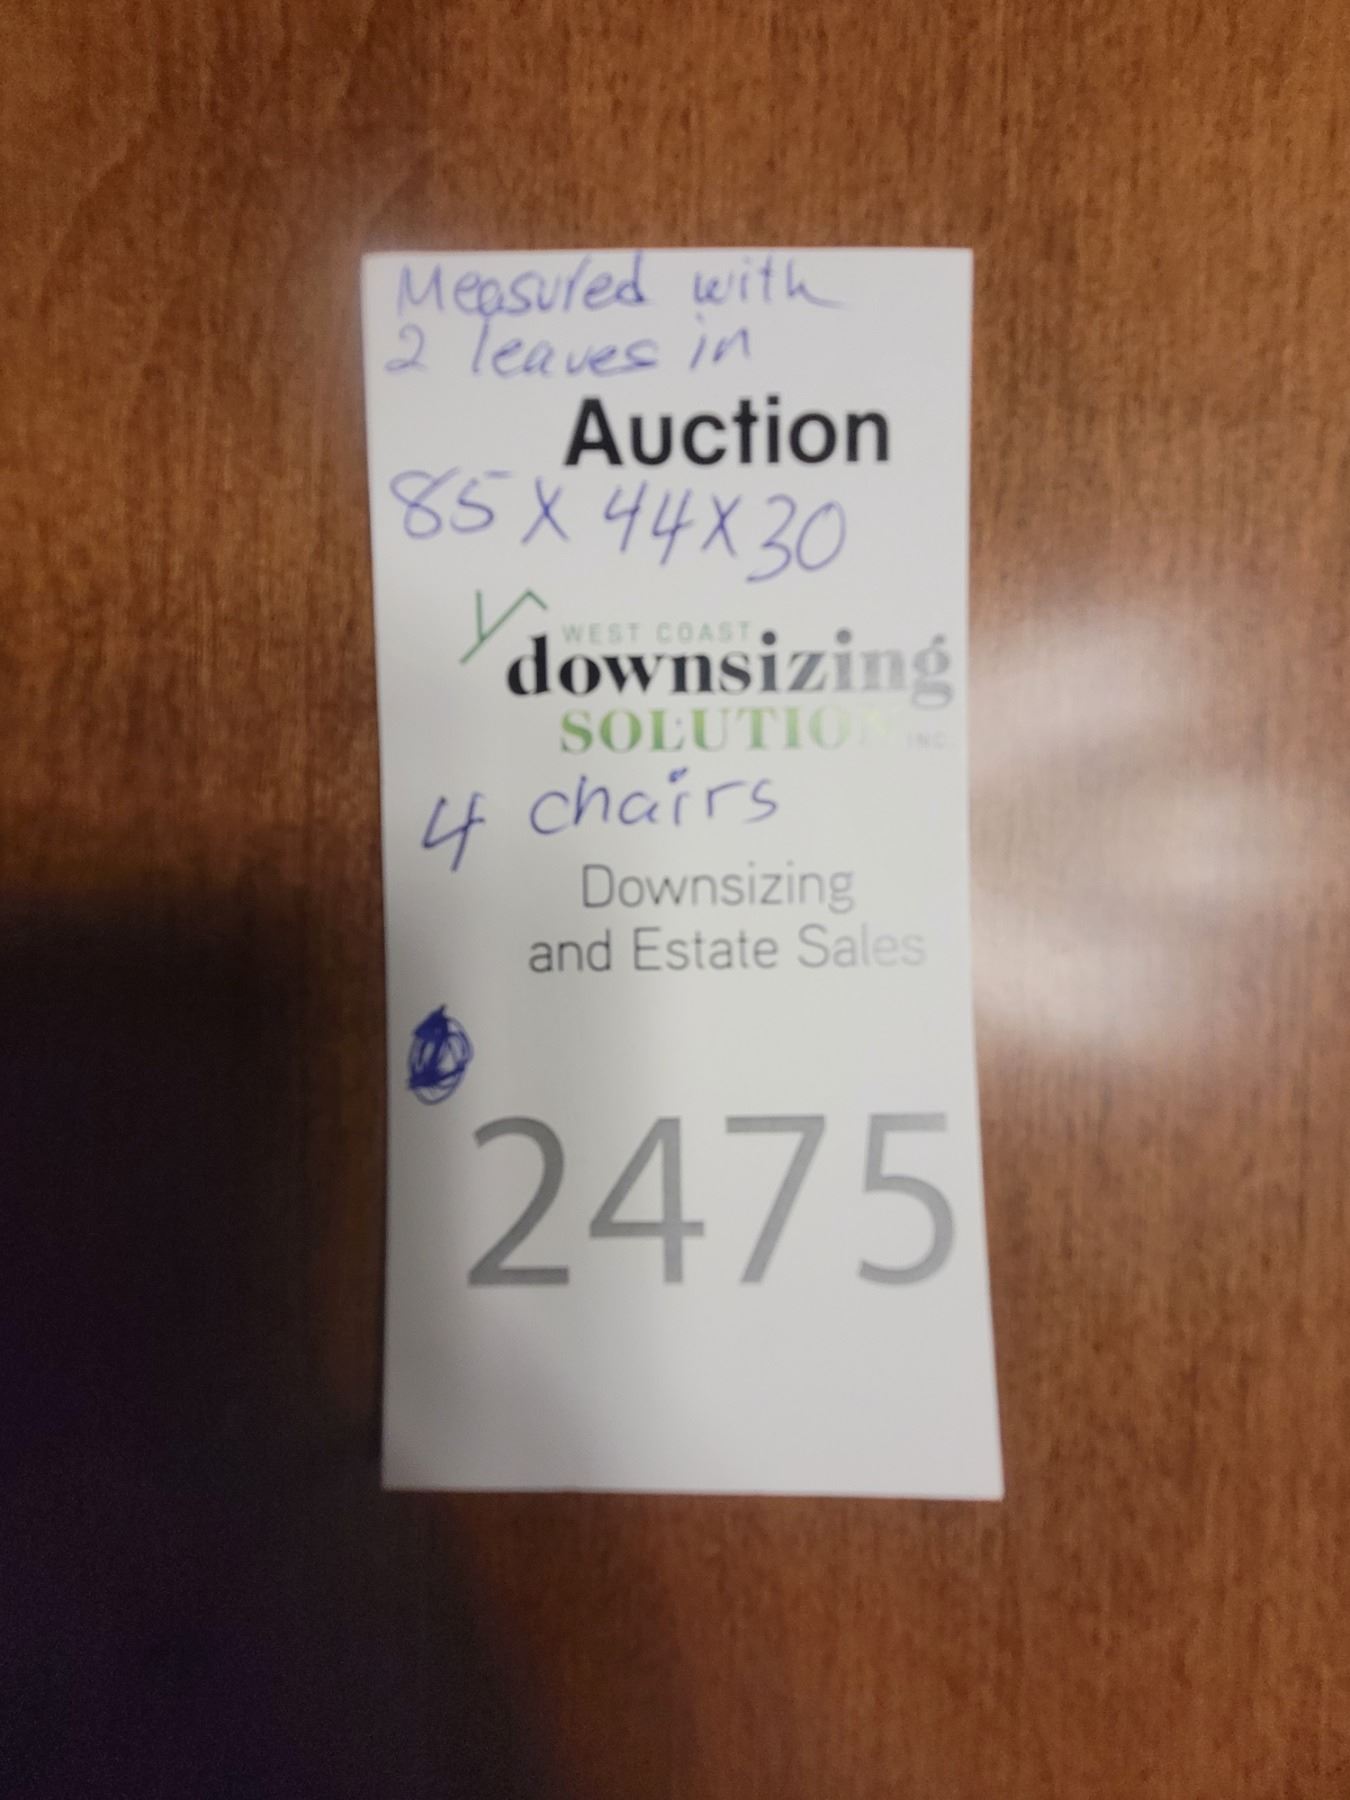 Measured with
2 leaves in
Auction
85 X 44 X 30
WEST COAST
downsizing
SOLUTION INC.
4 chairs
Downsizing
and Estate Sales
2475